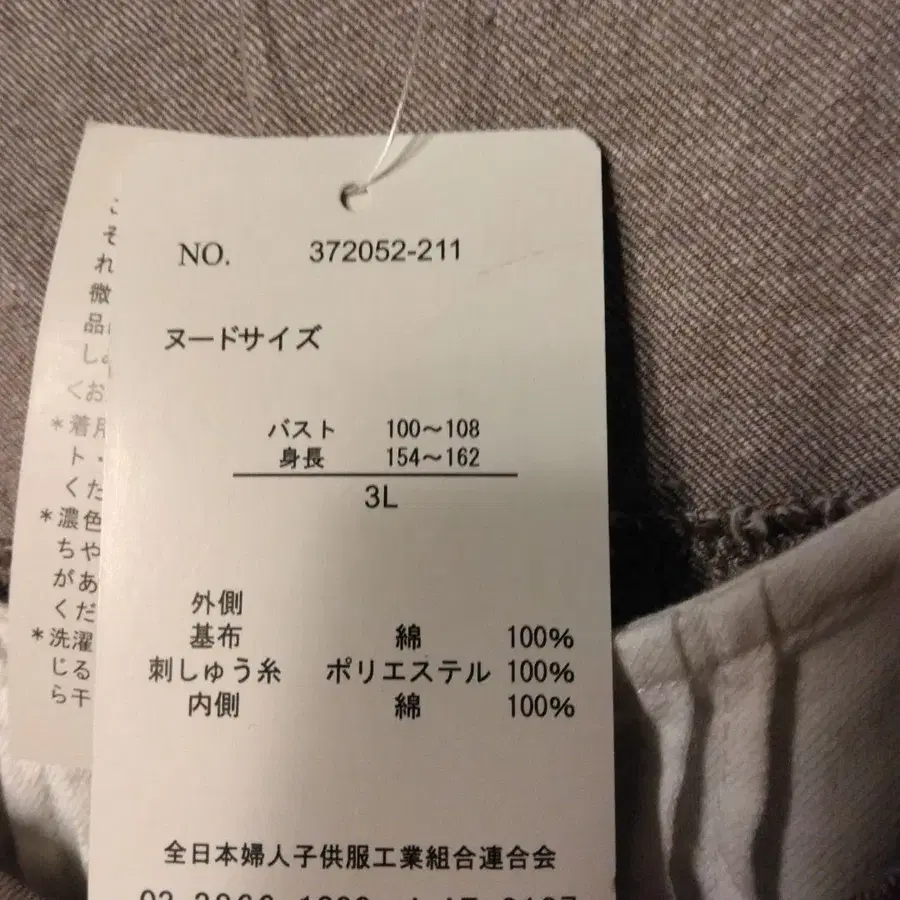 NO. 372052-211
ヌードサイズ
バスト 100〜108
身長 154〜162
3L
外側
基布 綿 100%
刺しゅう糸 ポリエステル 100%
内側 綿 100%
全日本婦人子供服工業組合連合会
そ
れ
微
品
し
くお
*着用
ト・
くだ
*濃色
ちや
があ
くだ
*洗濯
じる
ら干